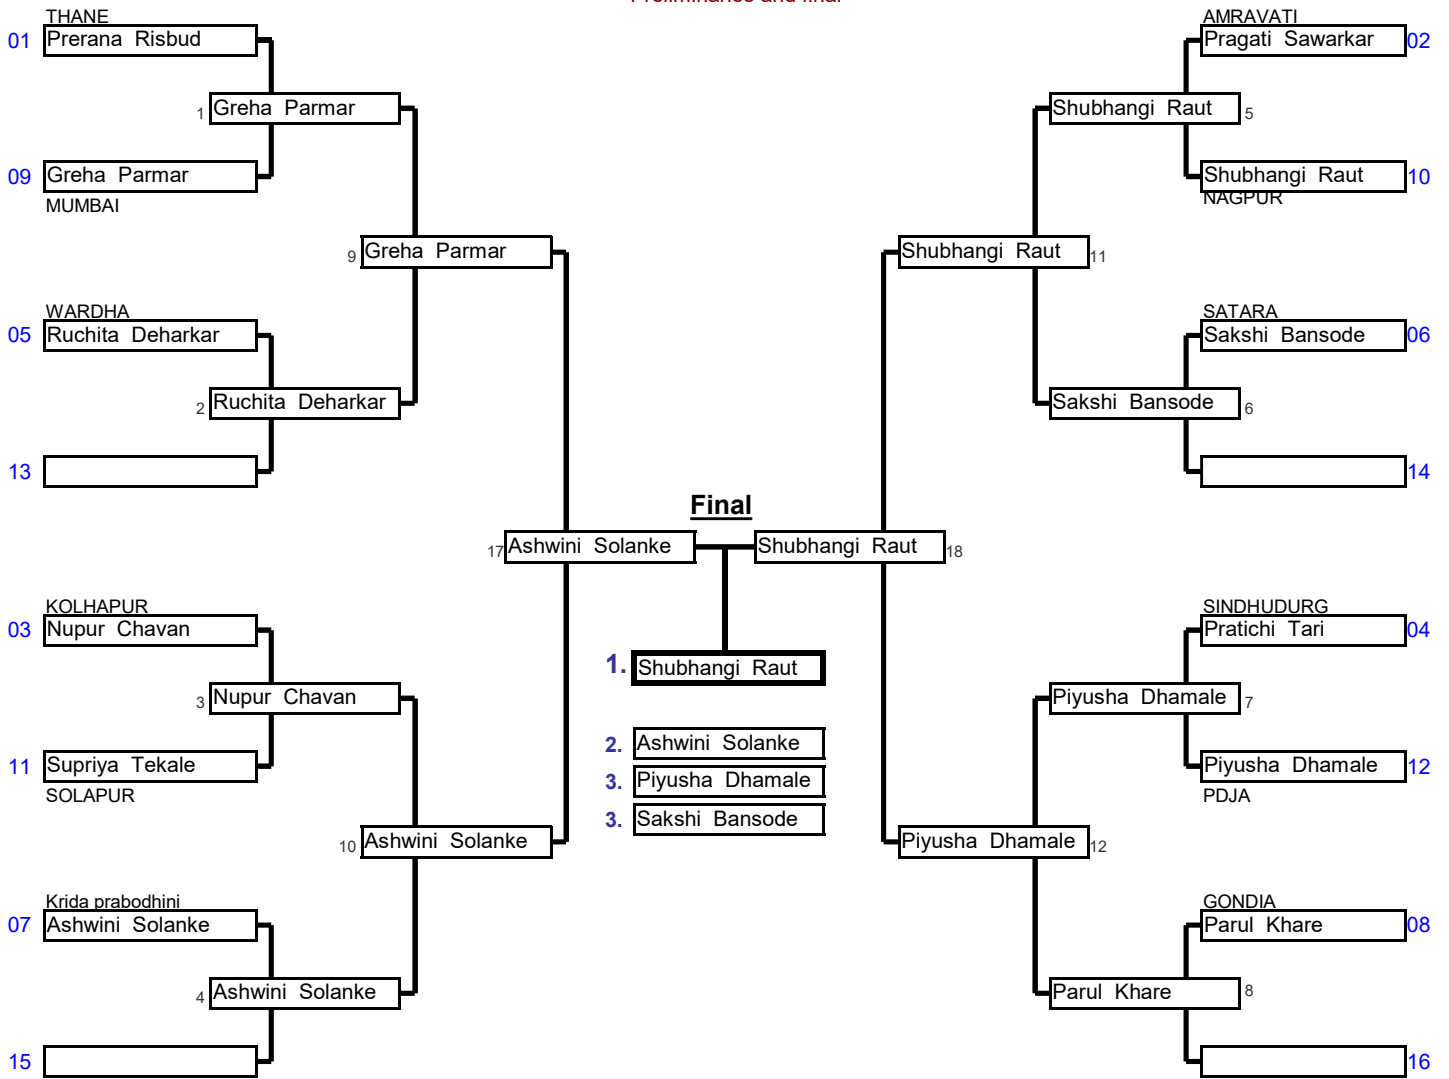 Preliminaries and final
THANE
01 Prerana Risbud
1 Greha Parmar
09 Greha Parmar
MUMBAI
9 Greha Parmar
WARDHA
05 Ruchita Deharkar
2 Ruchita Deharkar
13
17 Ashwini Solanke
KOLHAPUR
03 Nupur Chavan
3 Nupur Chavan
11 Supriya Tekale
SOLAPUR
10 Ashwini Solanke
Krida prabodhini
07 Ashwini Solanke
4 Ashwini Solanke
15
Final
1. Shubhangi Raut
2. Ashwini Solanke
3. Piyusha Dhamale
3. Sakshi Bansode
AMRAVATI
Pragati Sawarkar 02
Shubhangi Raut 5
Shubhangi Raut 10
NAGPUR
Shubhangi Raut 11
SATARA
Sakshi Bansode 06
Sakshi Bansode 6
14
Shubhangi Raut 18
SINDHUDURG
Pratichi Tari 04
Piyusha Dhamale 7
Piyusha Dhamale 12
PDJA
Piyusha Dhamale 12
GONDIA
Parul Khare 08
Parul Khare 8
16